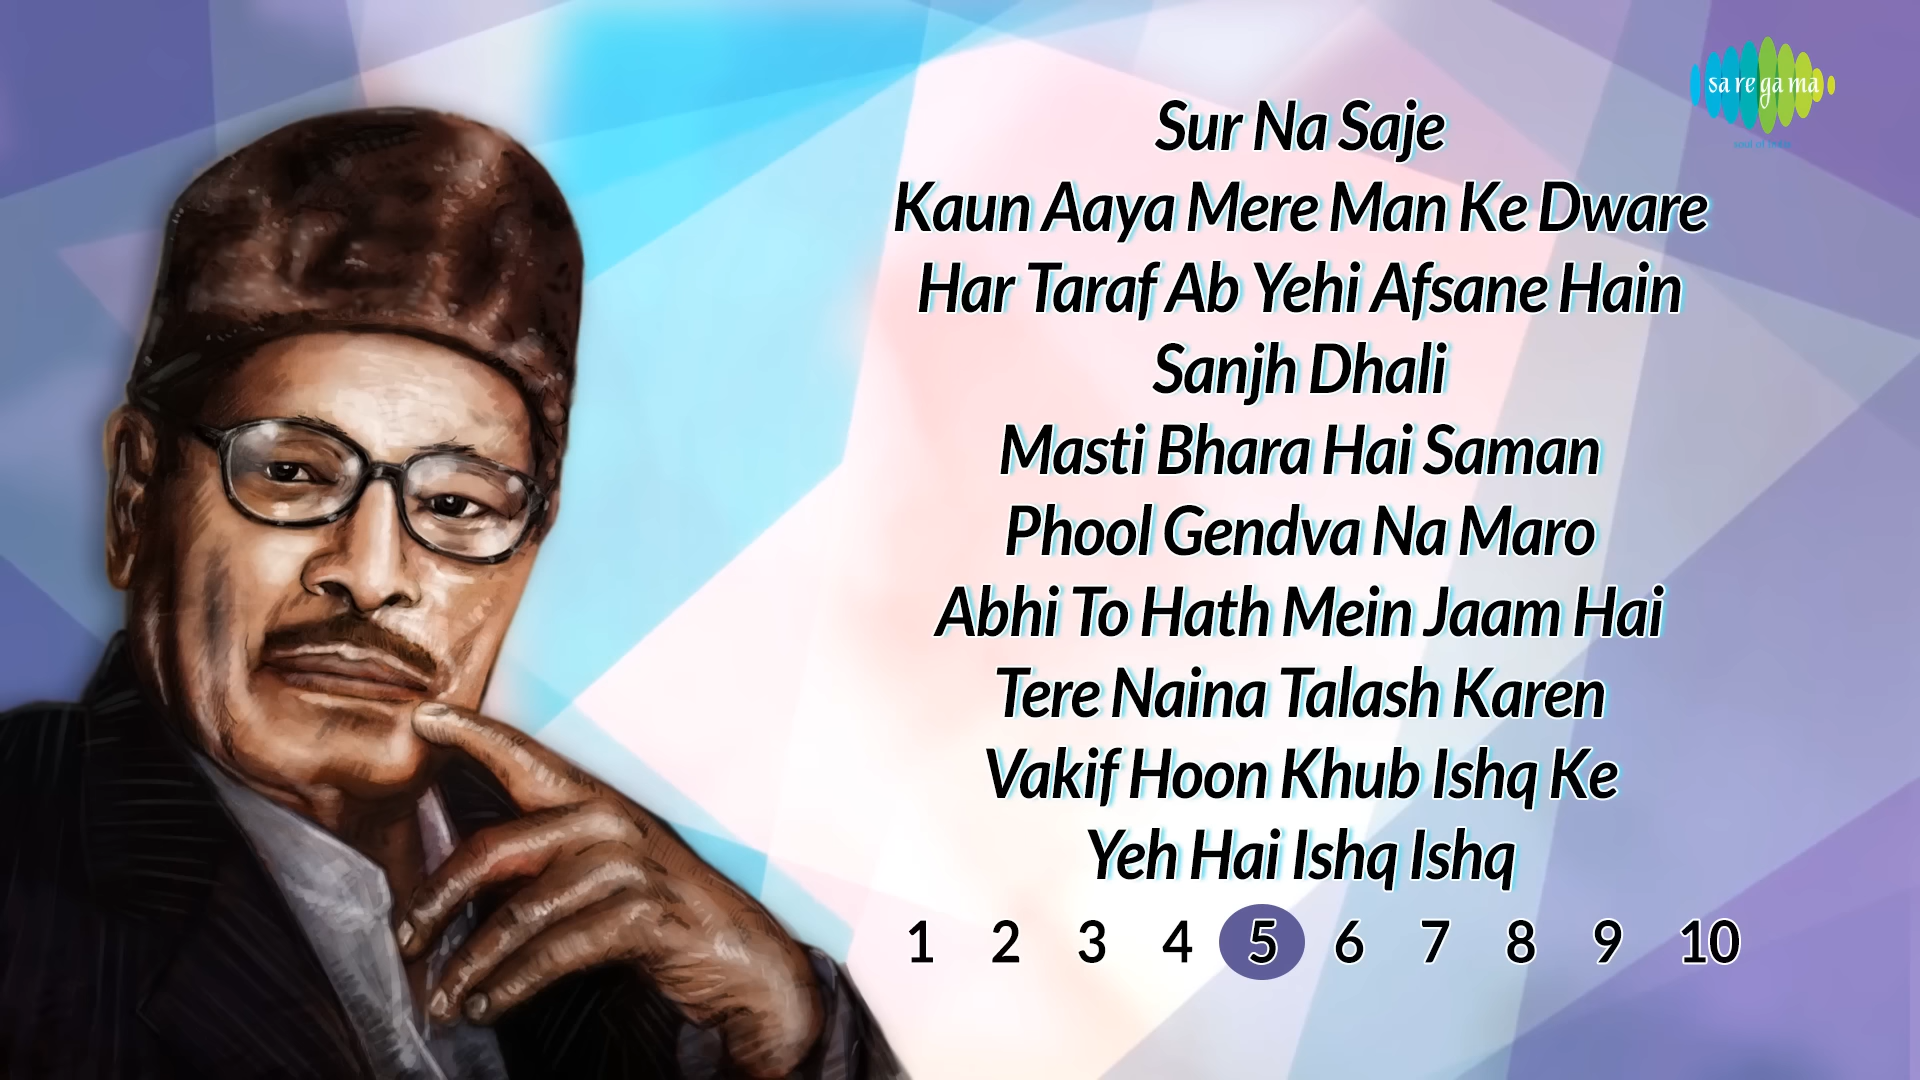 sa re ga ma
Sur Na Saje
Kaun Aaya Mere Man Ke Dware
Har Taraf Ab Yehi Afsane Hain
Sanjh Dhali
Masti Bhara Hai Saman
Phool Gendva Na Maro
Abhi To Hath Mein Jaam Hai
Tere Naina Talash Karen
Vakif Hoon Khub Ishq Ke
Yeh Hai Ishq Ishq
1 2 3 4 5 6 7 8 9 10